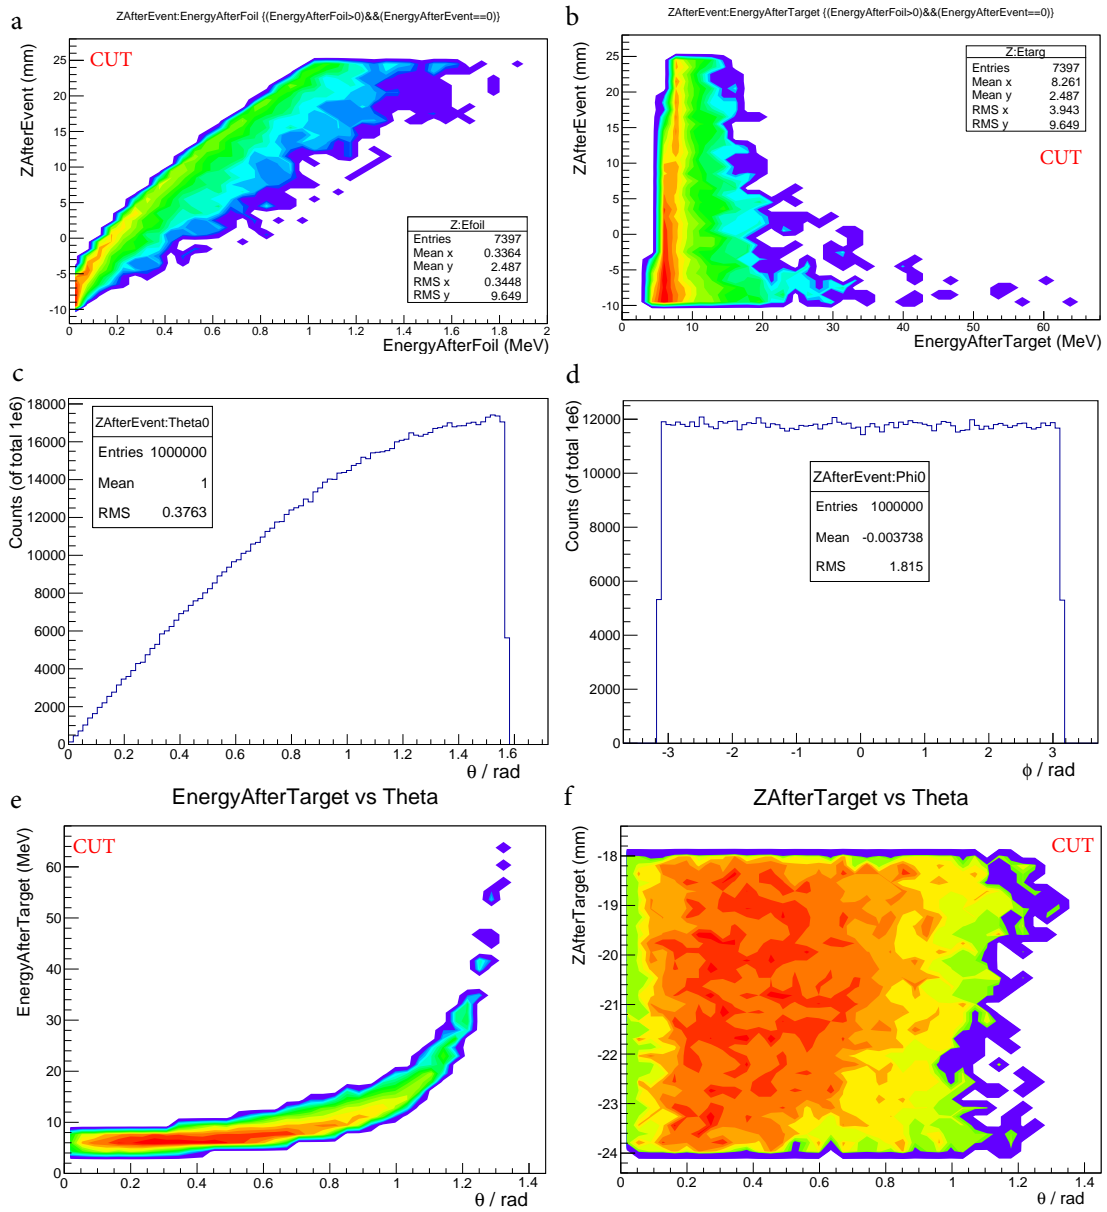 a
ZAfterEvent:EnergyAfterFoil {(EnergyAfterFoil>0)&&(EnergyAfterEvent==0)}
CUT
ZAfterEvent (mm)
25
20
15
10
5
0
-5
-10
Z:Efoil
Entries 7397
Mean x 0.3364
Mean y 2.487
RMS x 0.3448
RMS y 9.649
0 0.2 0.4 0.6 0.8 1 1.2 1.4 1.6 1.8 2
EnergyAfterFoil (MeV)
b
ZAfterEvent:EnergyAfterTarget {(EnergyAfterFoil>0)&&(EnergyAfterEvent==0)}
ZAfterEvent (mm)
25
20
15
10
5
0
-5
-10
Z:Etarg
Entries 7397
Mean x 8.261
Mean y 2.487
RMS x 3.943
RMS y 9.649
CUT
0 10 20 30 40 50 60
EnergyAfterTarget (MeV)
c
Counts (of total 1e6)
18000
16000
14000
12000
10000
8000
6000
4000
2000
0
ZAfterEvent:Theta0
Entries 1000000
Mean 1
RMS 0.3763
0.2 0.4 0.6 0.8 1 1.2 1.4 1.6
θ / rad
d
Counts (of total 1e6)
12000
10000
8000
6000
4000
2000
0
ZAfterEvent:Phi0
Entries 1000000
Mean -0.003738
RMS 1.815
-3 -2 -1 0 1 2 3
ϕ / rad
e
EnergyAfterTarget vs Theta
CUT
EnergyAfterTarget (MeV)
60
50
40
30
20
10
0
0 0.2 0.4 0.6 0.8 1.0 1.2 1.4
θ / rad
f
ZAfterTarget vs Theta
CUT
ZAfterTarget (mm)
-18
-19
-20
-21
-22
-23
-24
0 0.2 0.4 0.6 0.8 1.0 1.2 1.4
θ / rad